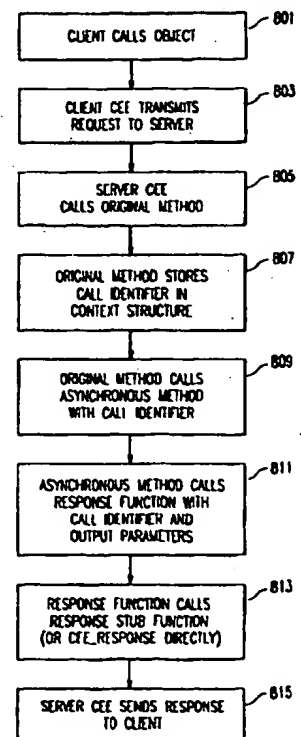 CLIENT CALLS OBJECT
801
CLIENT CEE TRANSMITS
REQUEST TO SERVER
803
SERVER CEE
CALLS ORIGINAL METHOD
805
ORIGINAL METHOD STORES
CALL IDENTIFIER IN
CONTEXT STRUCTURE
807
ORIGINAL METHOD CALLS
ASYNCHRONOUS METHOD
WITH CALL IDENTIFIER
809
ASYNCHRONOUS METHOD CALLS
RESPONSE FUNCTION WITH
CALL IDENTIFIER AND
OUTPUT PARAMETERS
811
RESPONSE FUNCTION CALLS
RESPONSE STUB FUNCTION
(OR CEE_RESPONSE DIRECTLY)
813
SERVER CEE SENDS RESPONSE
TO CLIENT
815